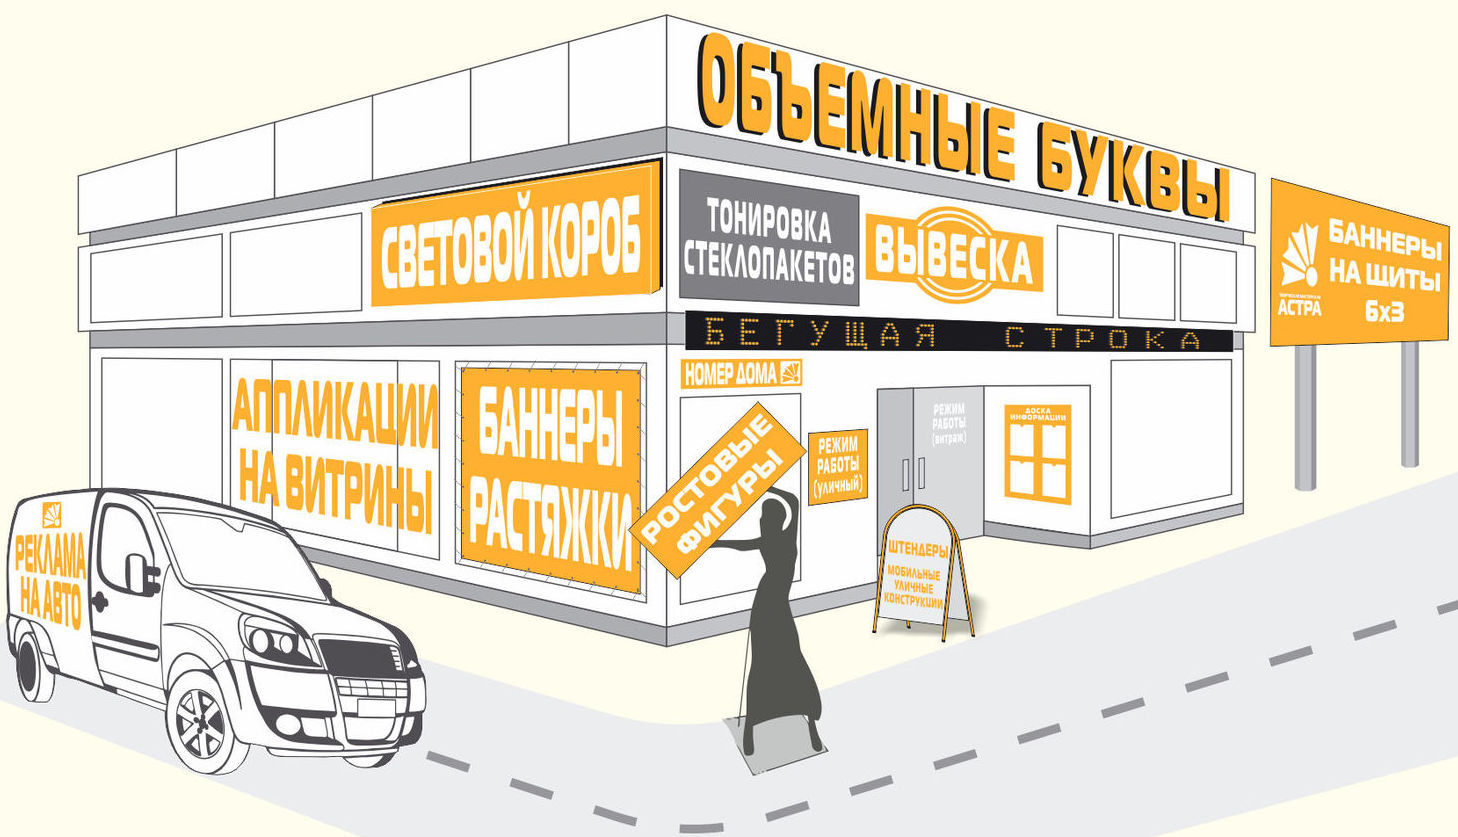 ОБЪЕМНЫЕ БУКВЫ
СВЕТОВОЙ КОРОБ
ТОНИРОВКА
СТЕКЛОПАКЕТОВ
ВЫВЕСКА
БЕГУЩАЯ СТРОКА
БАННЕРЫ
НА ЩИТЫ
6х3
АСТРА
АППЛИКАЦИИ
НА ВИТРИНЫ
БАННЕРЫ
РАСТЯЖКИ
НОМЕР ДОМА
РОСТОВЫЕ
ФИГУРЫ
РЕЖИМ
РАБОТЫ
(уличный)
РЕЖИМ
РАБОТЫ
(витраж)
ДОСКА
ИНФОРМАЦИИ
ШТЕНДЕРЫ
МОБИЛЬНЫЕ
УЛИЧНЫЕ
КОНСТРУКЦИИ
РЕКЛАМА
НА АВТО